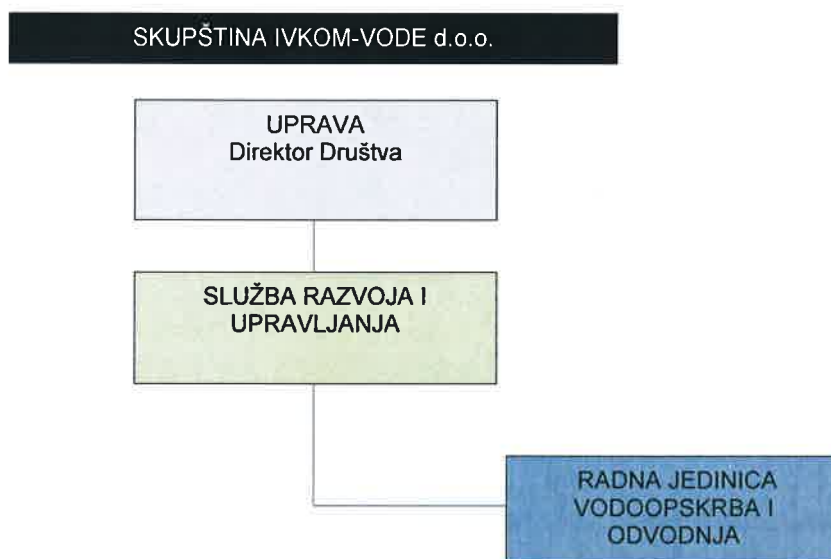 SKUPŠTINA IVKOM-VODE d.o.o.
UPRAVA
Direktor Društva
SLUŽBA RAZVOJA I
UPRAVLJANJA
RADNA JEDINICA
VODOOPSKRBA I
ODVODNJA